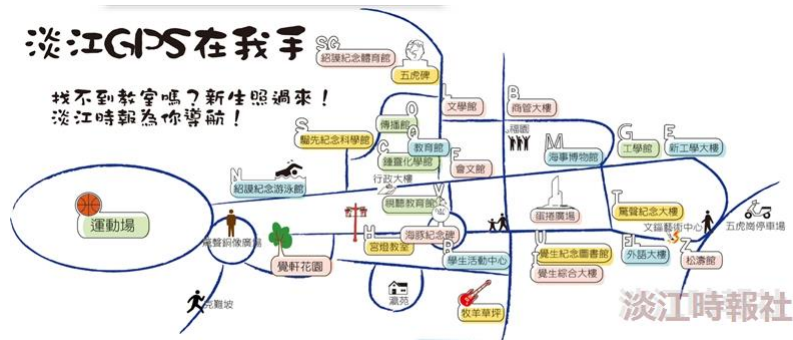 淡江GPS在我手
找不到教室嗎？新生照過來！
淡江時報為你導航！
SG
紹謨紀念體育館
五虎碑
L
文學館
B
商管大樓
福園
O
傳播館
S
騮先紀念科學館
Q
教育館
C
鍾靈化學館
F
會文館
M
海事博物館
G
工學館
E
新工學大樓
行政大樓
N
紹謨紀念游泳館
V
視聽教育館
蛋捲廣場
T
驚聲紀念大樓
文錙藝術中心
五虎崗停車場
運動場
驚聲銅像廣場
海豚紀念碑
H
宮燈教室
R
學生活動中心
U
覺生紀念圖書館
I
覺生綜合大樓
FL
外語大樓
Z
松濤館
覺軒花園
瀛苑
牧羊草坪
克難坡
淡江時報社